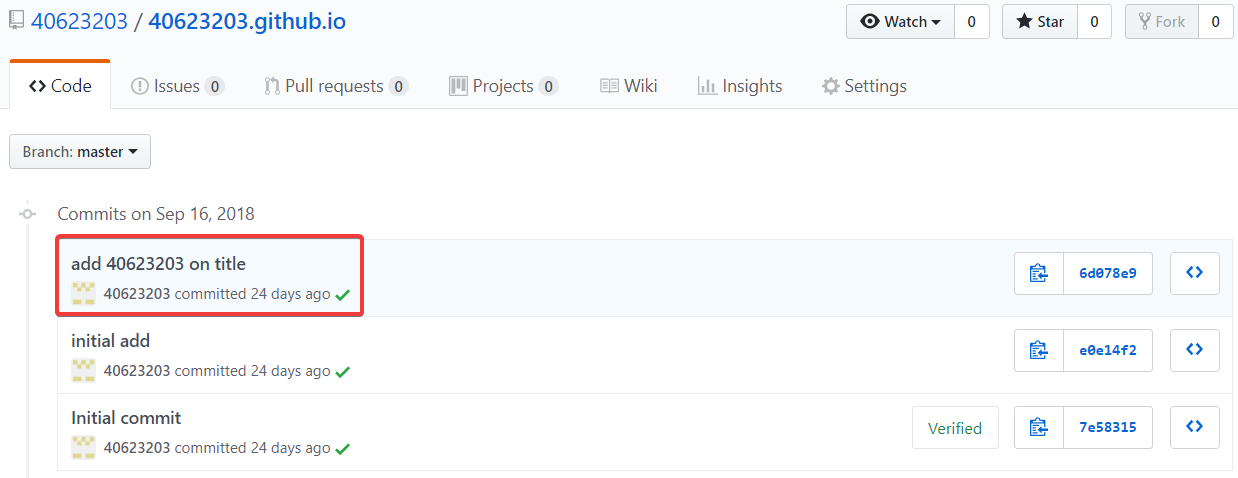 40623203 / 40623203.github.io Watch 0 Star 0 Fork 0
Code Issues 0 Pull requests 0 Projects 0 Wiki Insights Settings
Branch: master
Commits on Sep 16, 2018
add 40623203 on title
40623203 committed 24 days ago
6d078e9
initial add
40623203 committed 24 days ago
e0e14f2
Initial commit
40623203 committed 24 days ago
Verified 7e58315